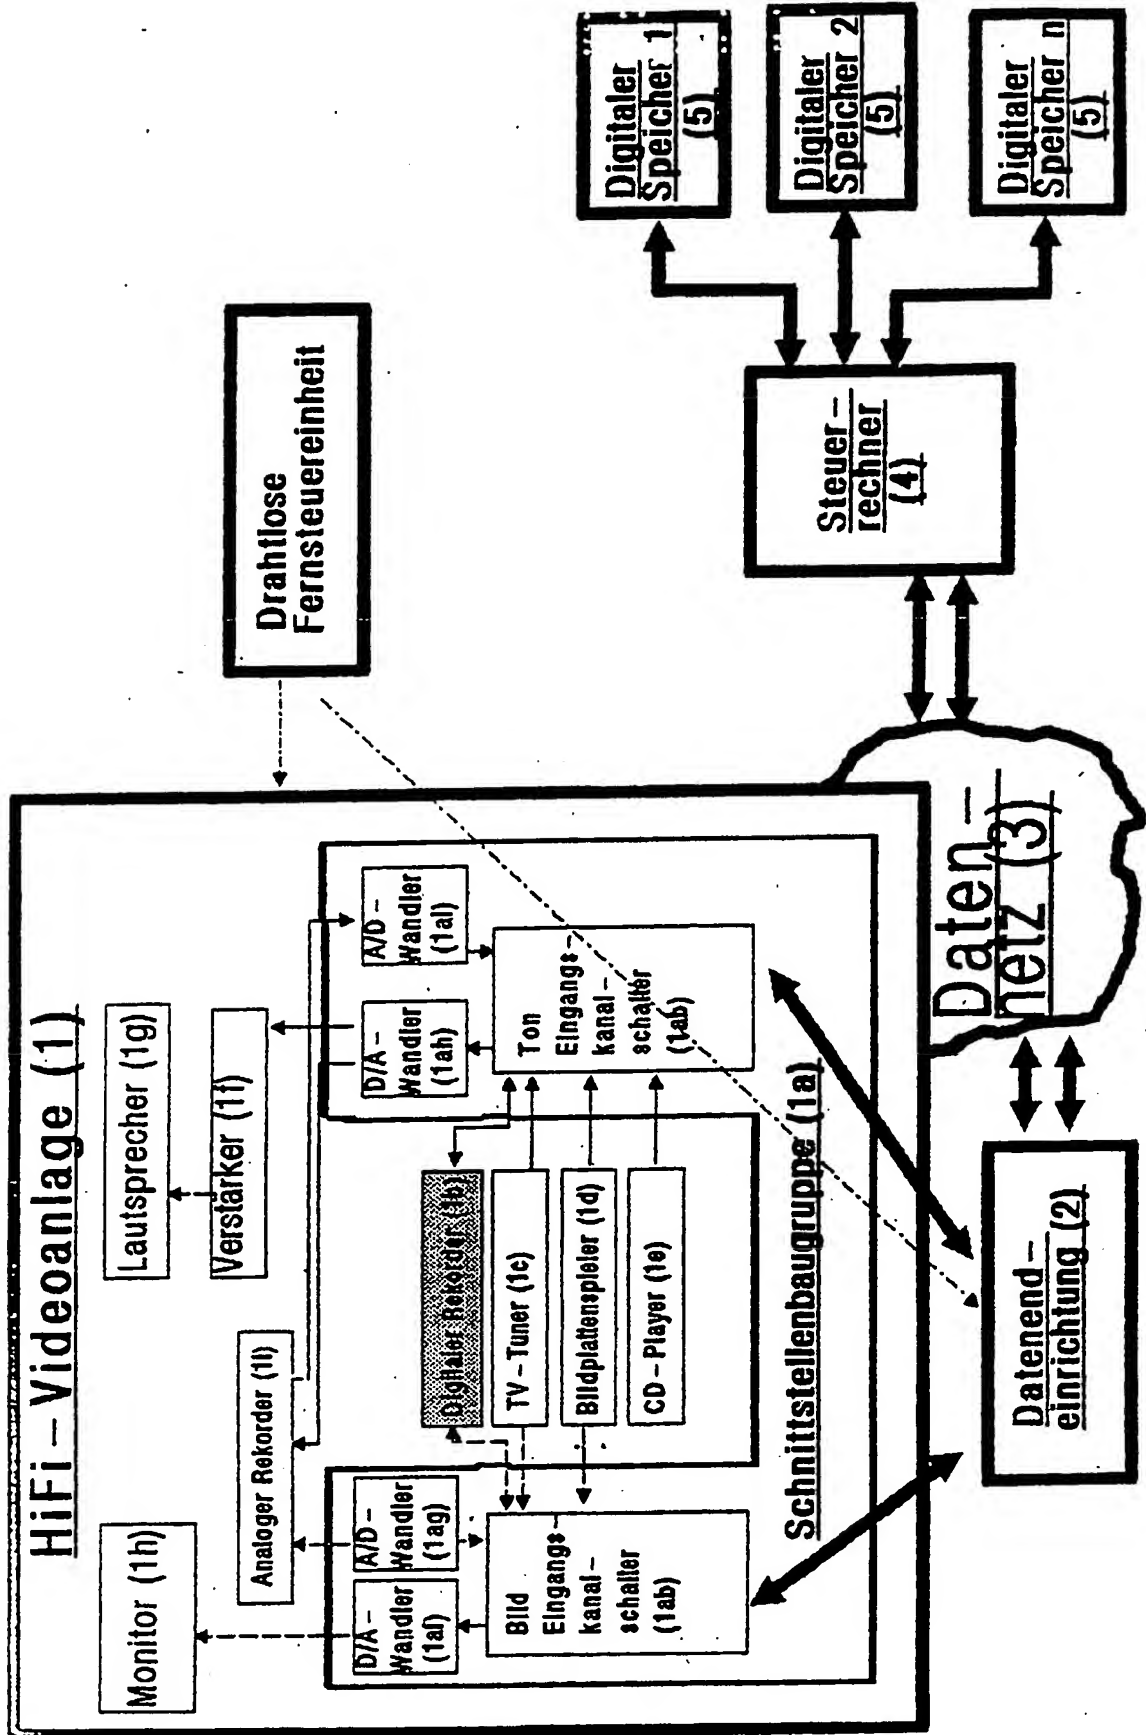 HiFi-Videoanlage (1)
Monitor (1h)
Lautsprecher (1g)
Verstärker (1f)
Analoger Rekorder (1i)
D/A-
Wandler
(1af)
A/D-
Wandler
(1ag)
D/A-
Wandler
(1ah)
A/D-
Wandler
(1ai)
Bild
Eingangs-
kanal-
schalter
(1ab)
Digitaler Rekorder (1b)
TV-Tuner (1c)
Bildplattenspieler (1d)
CD-Player (1e)
Ton
Eingangs-
kanal-
schalter
(1ab)
Schnittstellenbaugruppe (1a)
Drahtlose
Fernsteuereinheit
Datenend-
einrichtung (2)
Daten-
netz (3)
Steuer-
rechner
(4)
Digitaler
Speicher 1
(5)
Digitaler
Speicher 2
(5)
Digitaler
Speicher n
(5)